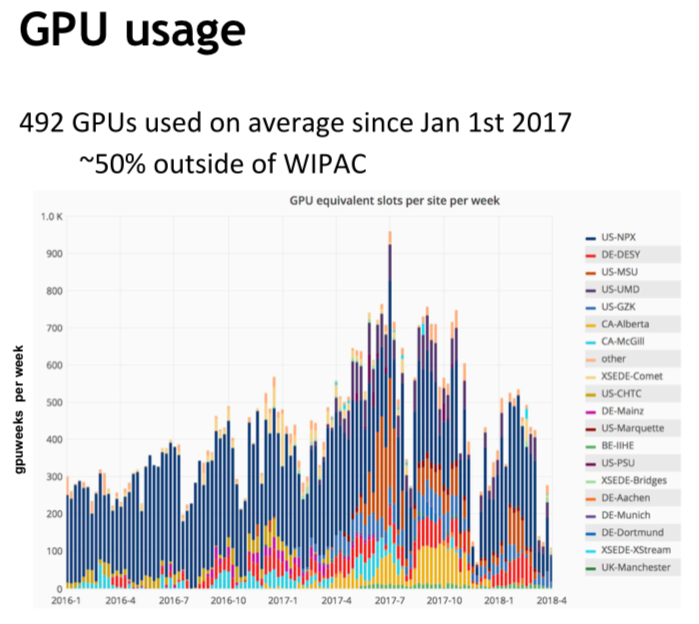 GPU usage
492 GPUs used on average since Jan 1st 2017
~50% outside of WIPAC
GPU equivalent slots per site per week
gpuweeks per week
1.0 K
900
800
700
600
500
400
300
200
100
0
2016-1 2016-4 2016-7 2016-10 2017-1 2017-4 2017-7 2017-10 2018-1 2018-4
US-NPX
DE-DESY
US-MSU
US-UMD
US-GZK
CA-Alberta
CA-McGill
other
XSEDE-Comet
US-CHTC
DE-Mainz
US-Marquette
BE-IIHE
US-PSU
XSEDE-Bridges
DE-Aachen
DE-Munich
DE-Dortmund
XSEDE-XStream
UK-Manchester